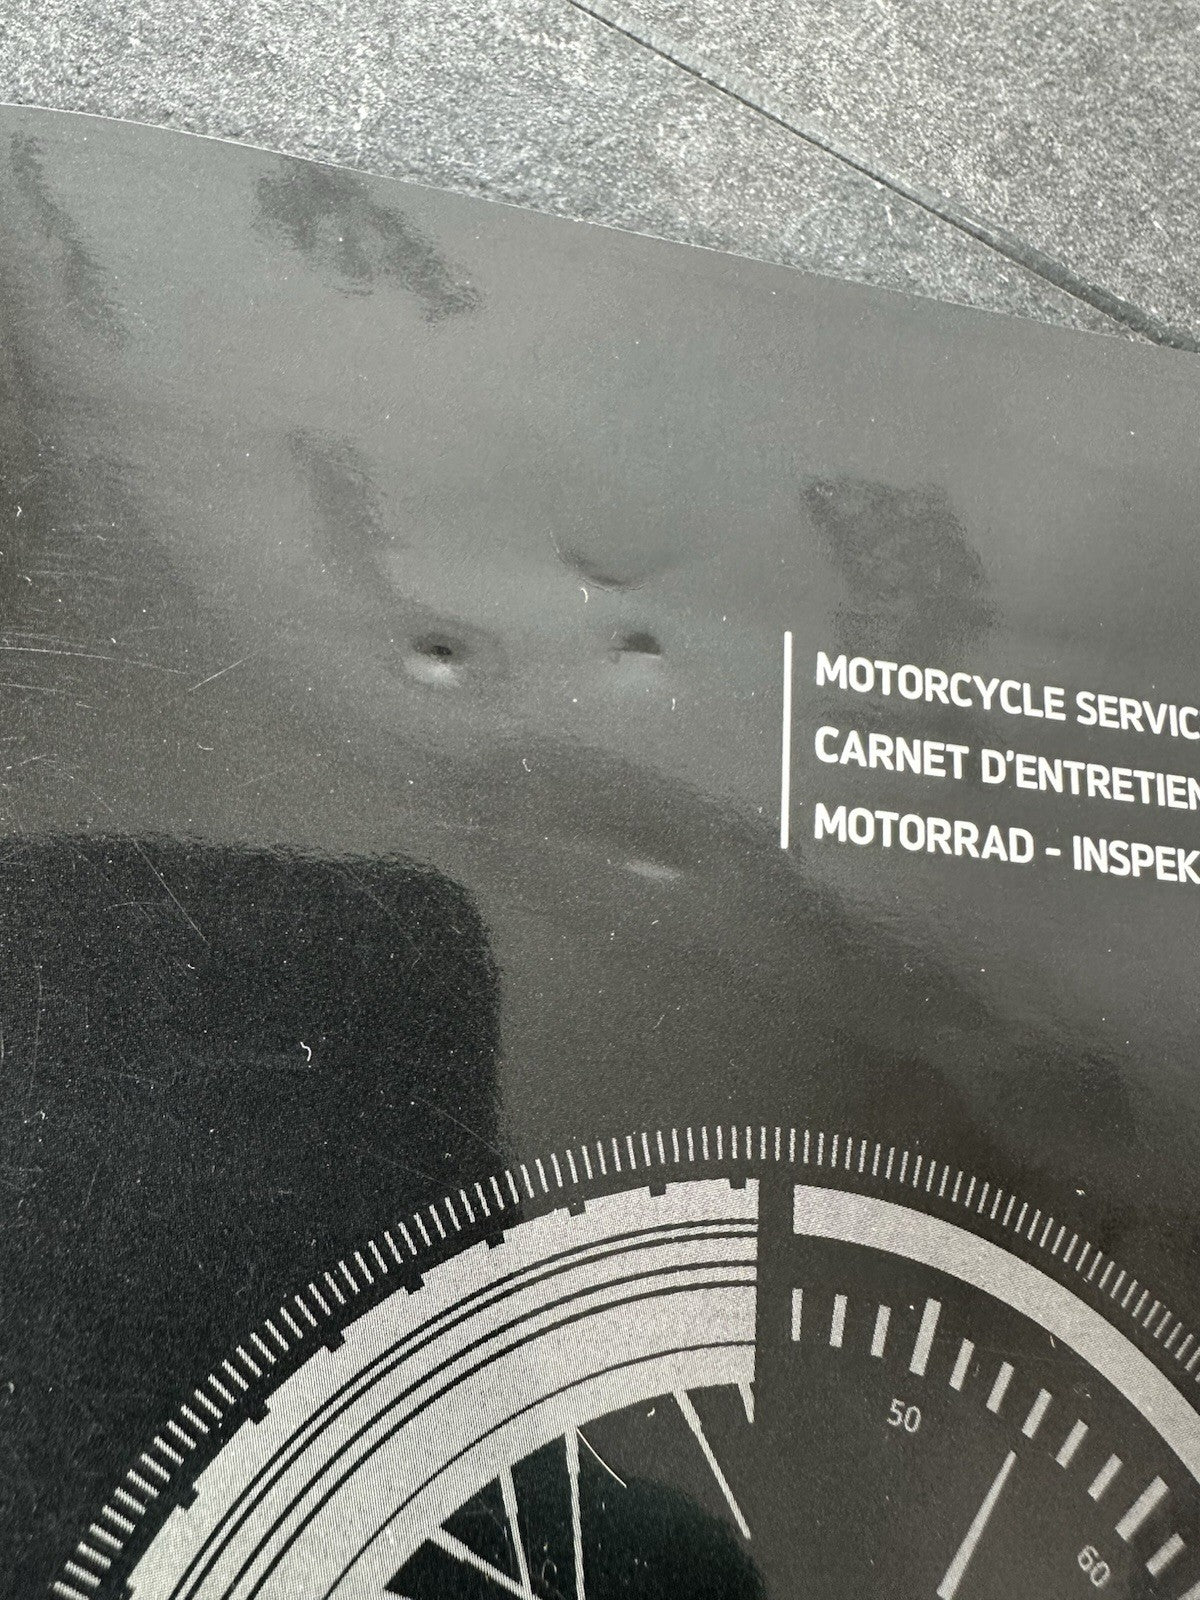 MOTORCYCLE SERVIC
CARNET D'ENTRETIEN
MOTORRAD - INSPEK
50
60